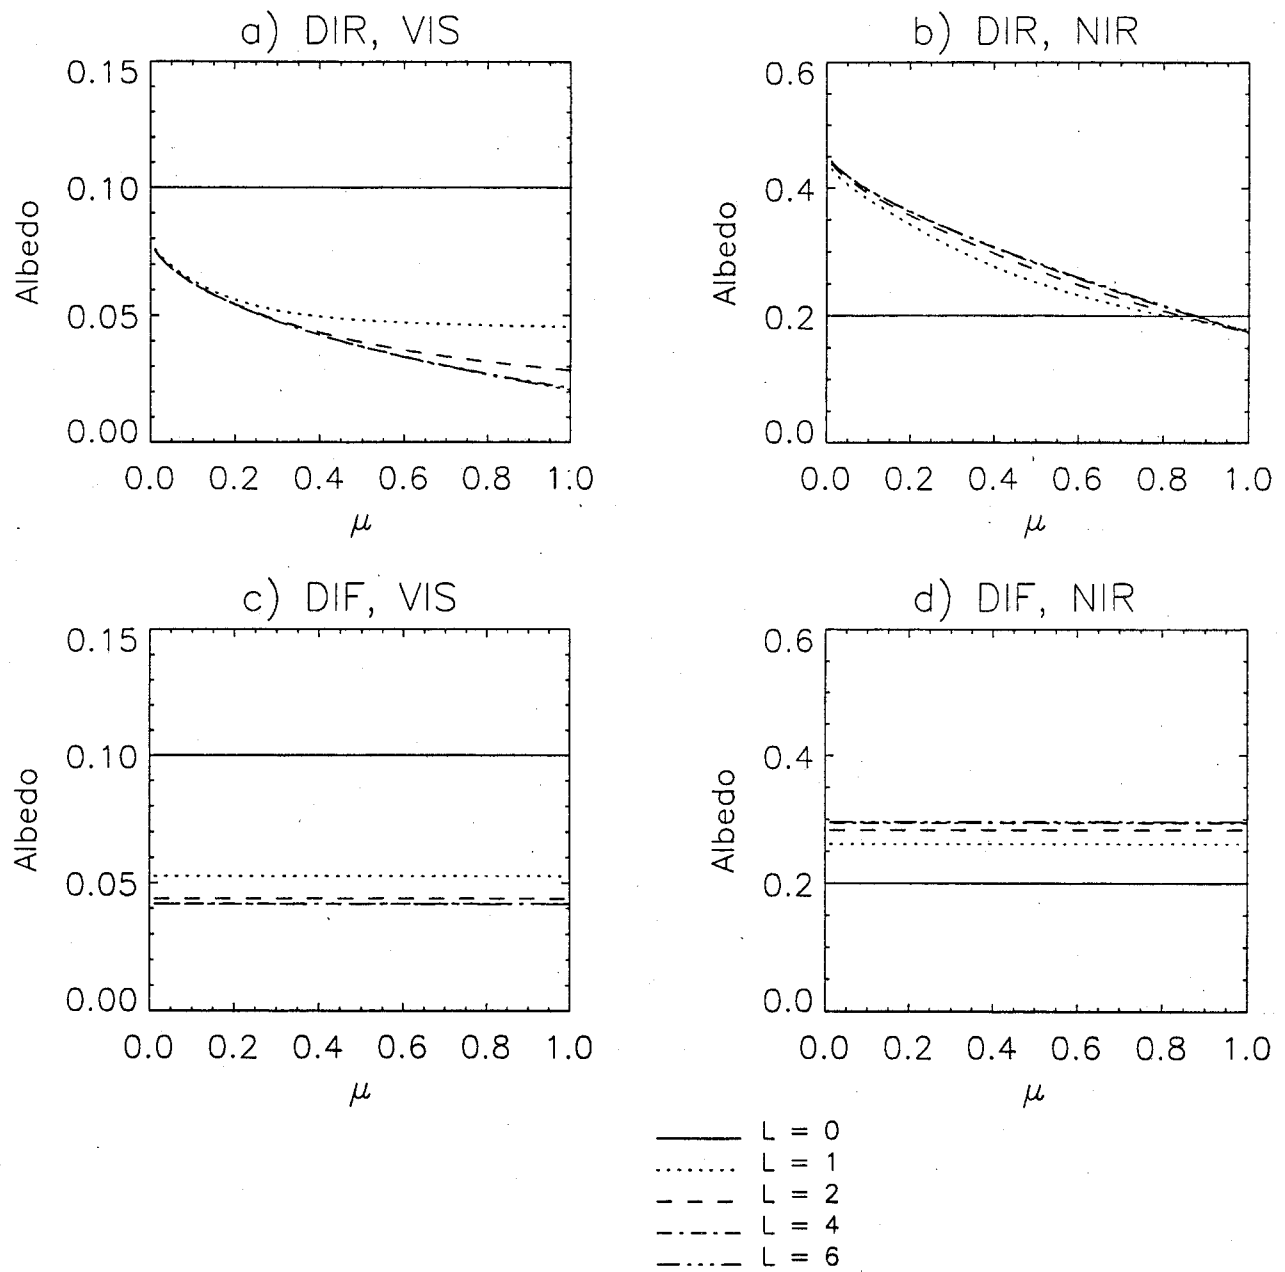 a) DIR, VIS
b) DIR, NIR
0.15
0.10
0.05
0.00
Albedo
0.0 0.2 0.4 0.6 0.8 1.0
μ
0.6
0.4
0.2
0.0
Albedo
0.0 0.2 0.4 0.6 0.8 1.0
μ
c) DIF, VIS
d) DIF, NIR
0.15
0.10
0.05
0.00
Albedo
0.0 0.2 0.4 0.6 0.8 1.0
μ
0.6
0.4
0.2
0.0
Albedo
0.0 0.2 0.4 0.6 0.8 1.0
μ
L = 0
L = 1
L = 2
L = 4
L = 6